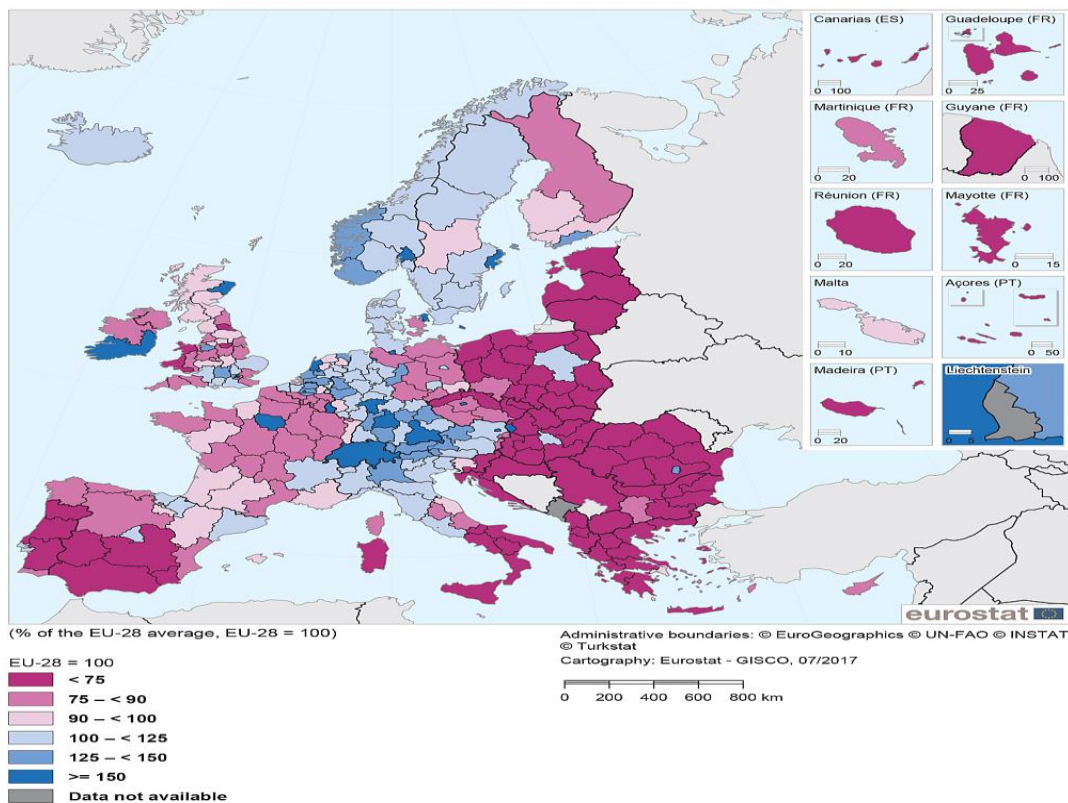 Canarias (ES)
0 100
Guadeloupe (FR)
0 25
Martinique (FR)
0 20
Guyane (FR)
0 100
Réunion (FR)
0 20
Mayotte (FR)
0 15
Malta
0 10
Açores (PT)
0 50
Madeira (PT)
0 20
Liechtenstein
0 5
eurostat
(% of the EU-28 average, EU-28 = 100)
EU-28 = 100
< 75
75 – < 90
90 – < 100
100 – < 125
125 – < 150
>= 150
Data not available
Administrative boundaries: © EuroGeographics © UN-FAO © INSTAT
© Turkstat
Cartography: Eurostat - GISCO, 07/2017
0 200 400 600 800 km